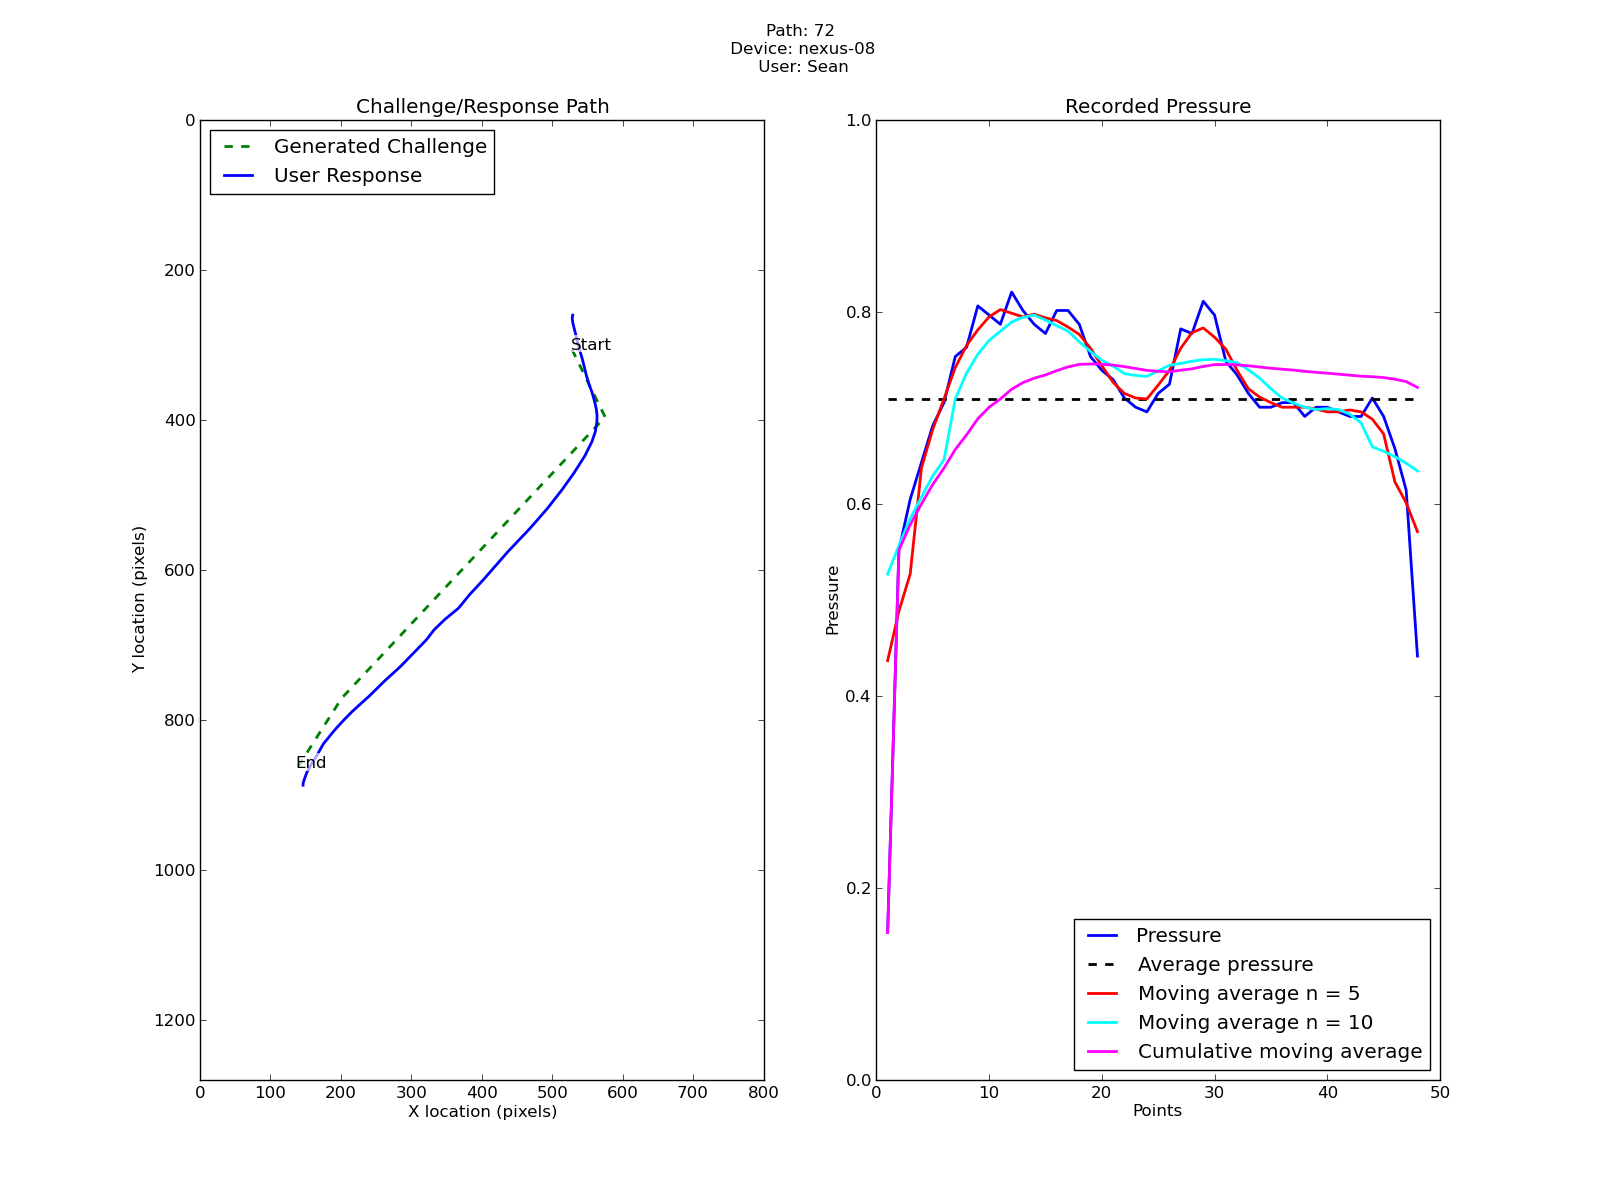 Path: 72
Device: nexus-08
User: Sean
Challenge/Response Path
Generated Challenge
User Response
Start
End
0
200
400
600
800
1000
1200
Y location (pixels)
0 100 200 300 400 500 600 700 800
X location (pixels)
Recorded Pressure
1.0
0.8
0.6
0.4
0.2
0.0
Pressure
Pressure
Average pressure
Moving average n = 5
Moving average n = 10
Cumulative moving average
0 10 20 30 40 50
Points